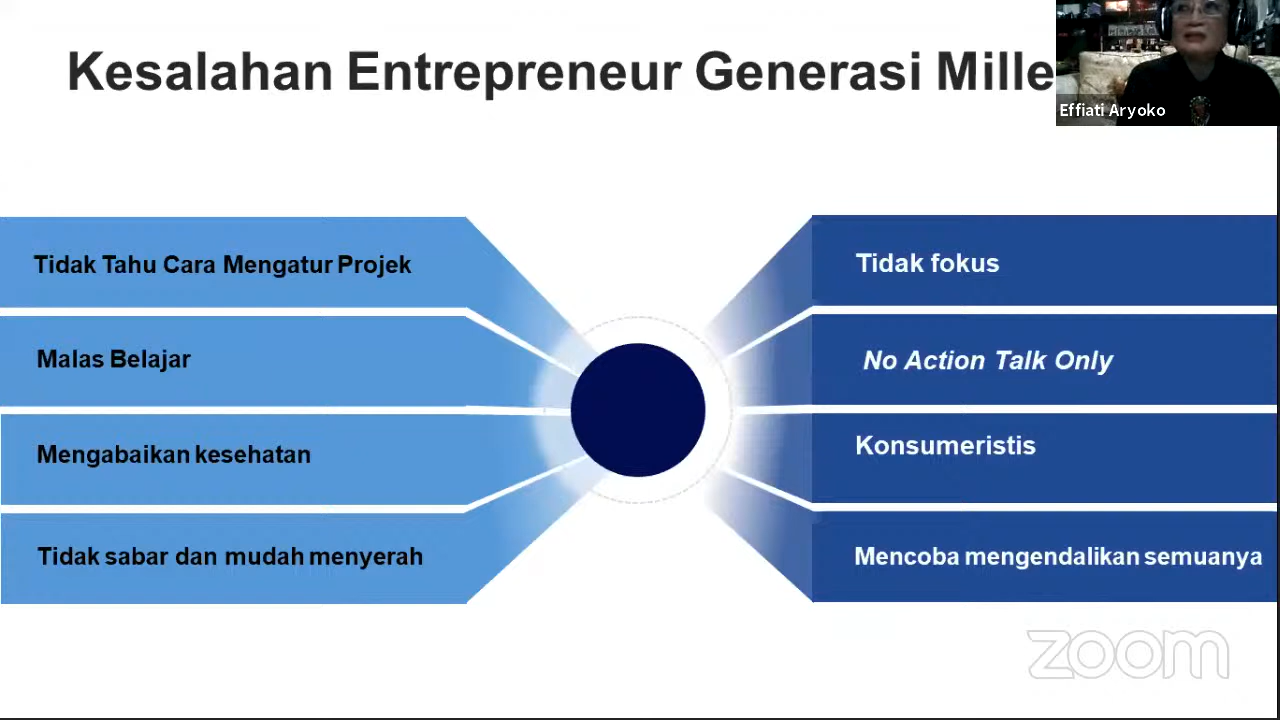 Kesalahan Entrepreneur Generasi Mille
Effiati Aryoko
Tidak Tahu Cara Mengatur Projek
Malas Belajar
Mengabaikan kesehatan
Tidak sabar dan mudah menyerah
Tidak fokus
No Action Talk Only
Konsumeristis
Mencoba mengendalikan semuanya
zoom